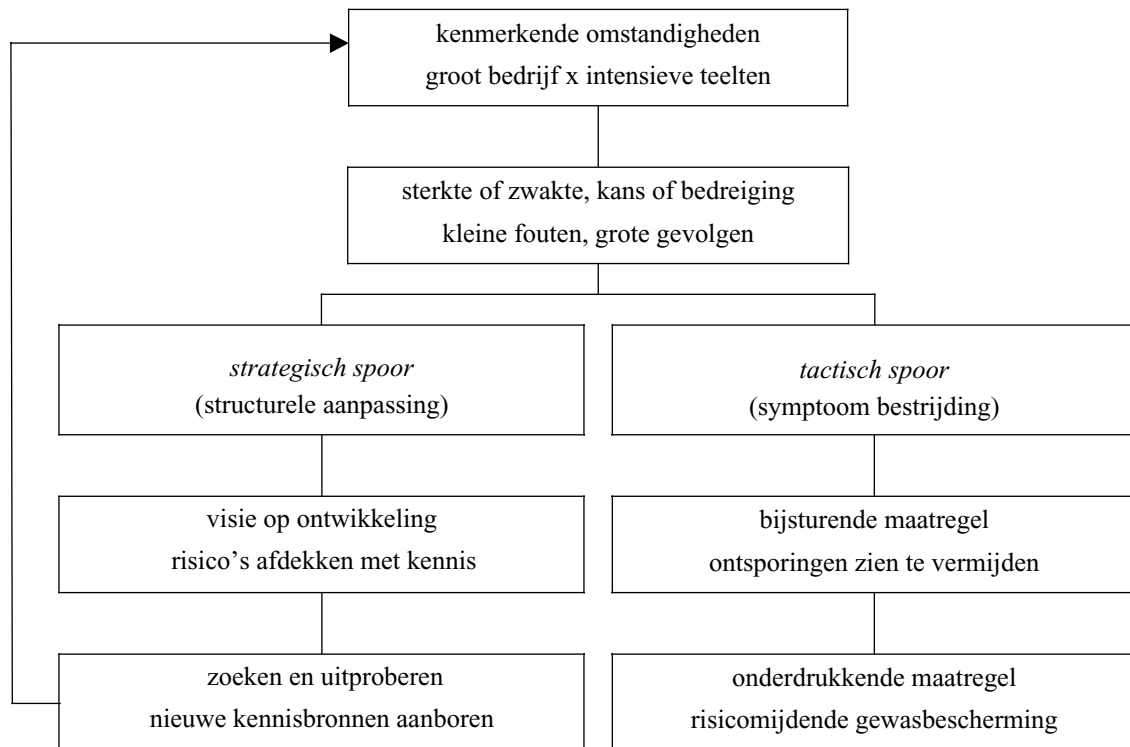 kenmerkende omstandigheden
groot bedrijf x intensieve teelten
sterkte of zwakte, kans of bedreiging
kleine fouten, grote gevolgen
strategisch spoor
(structurele aanpassing)
tactisch spoor
(symptoom bestrijding)
visie op ontwikkeling
risico's afdekken met kennis
bijsturende maatregel
ontsporingen zien te vermijden
zoeken en uitproberen
nieuwe kennisbronnen aanboren
onderdrukkende maatregel
risicomijdende gewasbescherming